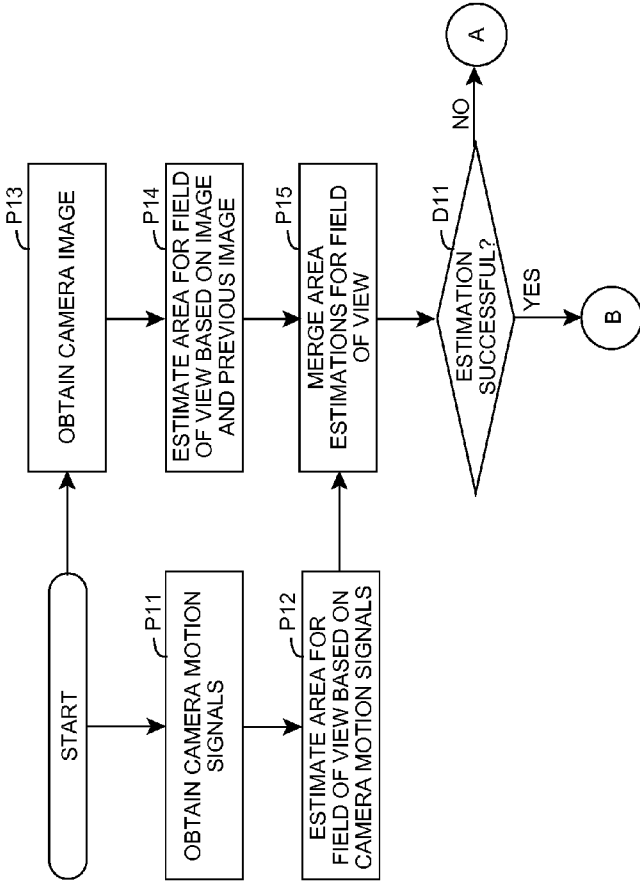 START
P11
OBTAIN CAMERA MOTION
SIGNALS
P12
ESTIMATE AREA FOR
FIELD OF VIEW BASED ON
CAMERA MOTION SIGNALS
P13
OBTAIN CAMERA IMAGE
P14
ESTIMATE AREA FOR FIELD
OF VIEW BASED ON IMAGE
AND PREVIOUS IMAGE
P15
MERGE AREA
ESTIMATIONS FOR FIELD
OF VIEW
D11
ESTIMATION
SUCCESSFUL?
NO
A
YES
B